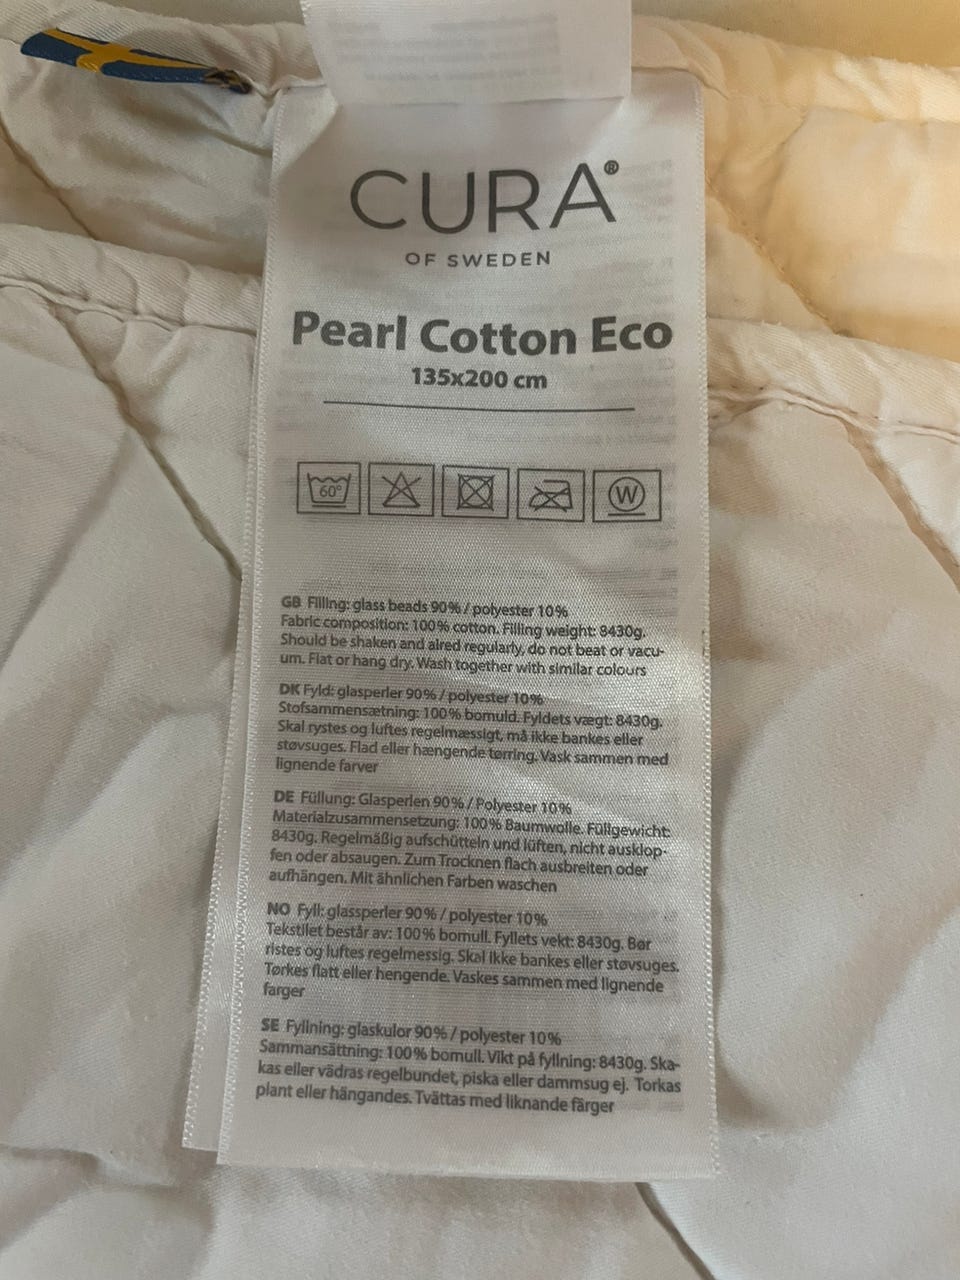 CURA®
OF SWEDEN
Pearl Cotton Eco
135x200 cm
60°
W
GB Filling: glass beads 90% / polyester 10%
Fabric composition: 100% cotton. Filling weight: 8430g.
Should be shaken and aired regularly, do not beat or vacu-
um. Flat or hang dry. Wash together with similar colours
DK Fyld: glasperler 90% / polyester 10%
Stofsammensætning: 100% bomuld. Fyldets vægt: 8430g.
Skal rystes og luftes regelmæssigt, må ikke bankes eller
støvsuges. Flad eller hængende tørring. Vask sammen med
lignende farver
DE Füllung: Glasperlen 90% / Polyester 10%
Materialzusammensetzung: 100% Baumwolle. Füllgewicht:
8430g. Regelmäßig aufschütteln und lüften, nicht ausklop-
fen oder absaugen. Zum Trocknen flach ausbreiten oder
aufhängen. Mit ähnlichen Farben waschen
NO Fyll: glassperler 90% / polyester 10%
Tekstilet består av: 100% bomull. Fyllets vekt: 8430g. Bør
ristes og luftes regelmessig. Skal ikke bankes eller støvsuges.
Tørkes flatt eller hengende. Vaskes sammen med lignende
farger
SE Fyllning: glaskulor 90% / polyester 10%
Sammansättning: 100% bomull. Vikt på fyllning: 8430g. Ska-
kas eller vädras regelbundet, piska eller dammsug ej. Torkas
plant eller hängandes. Tvättas med liknande färger